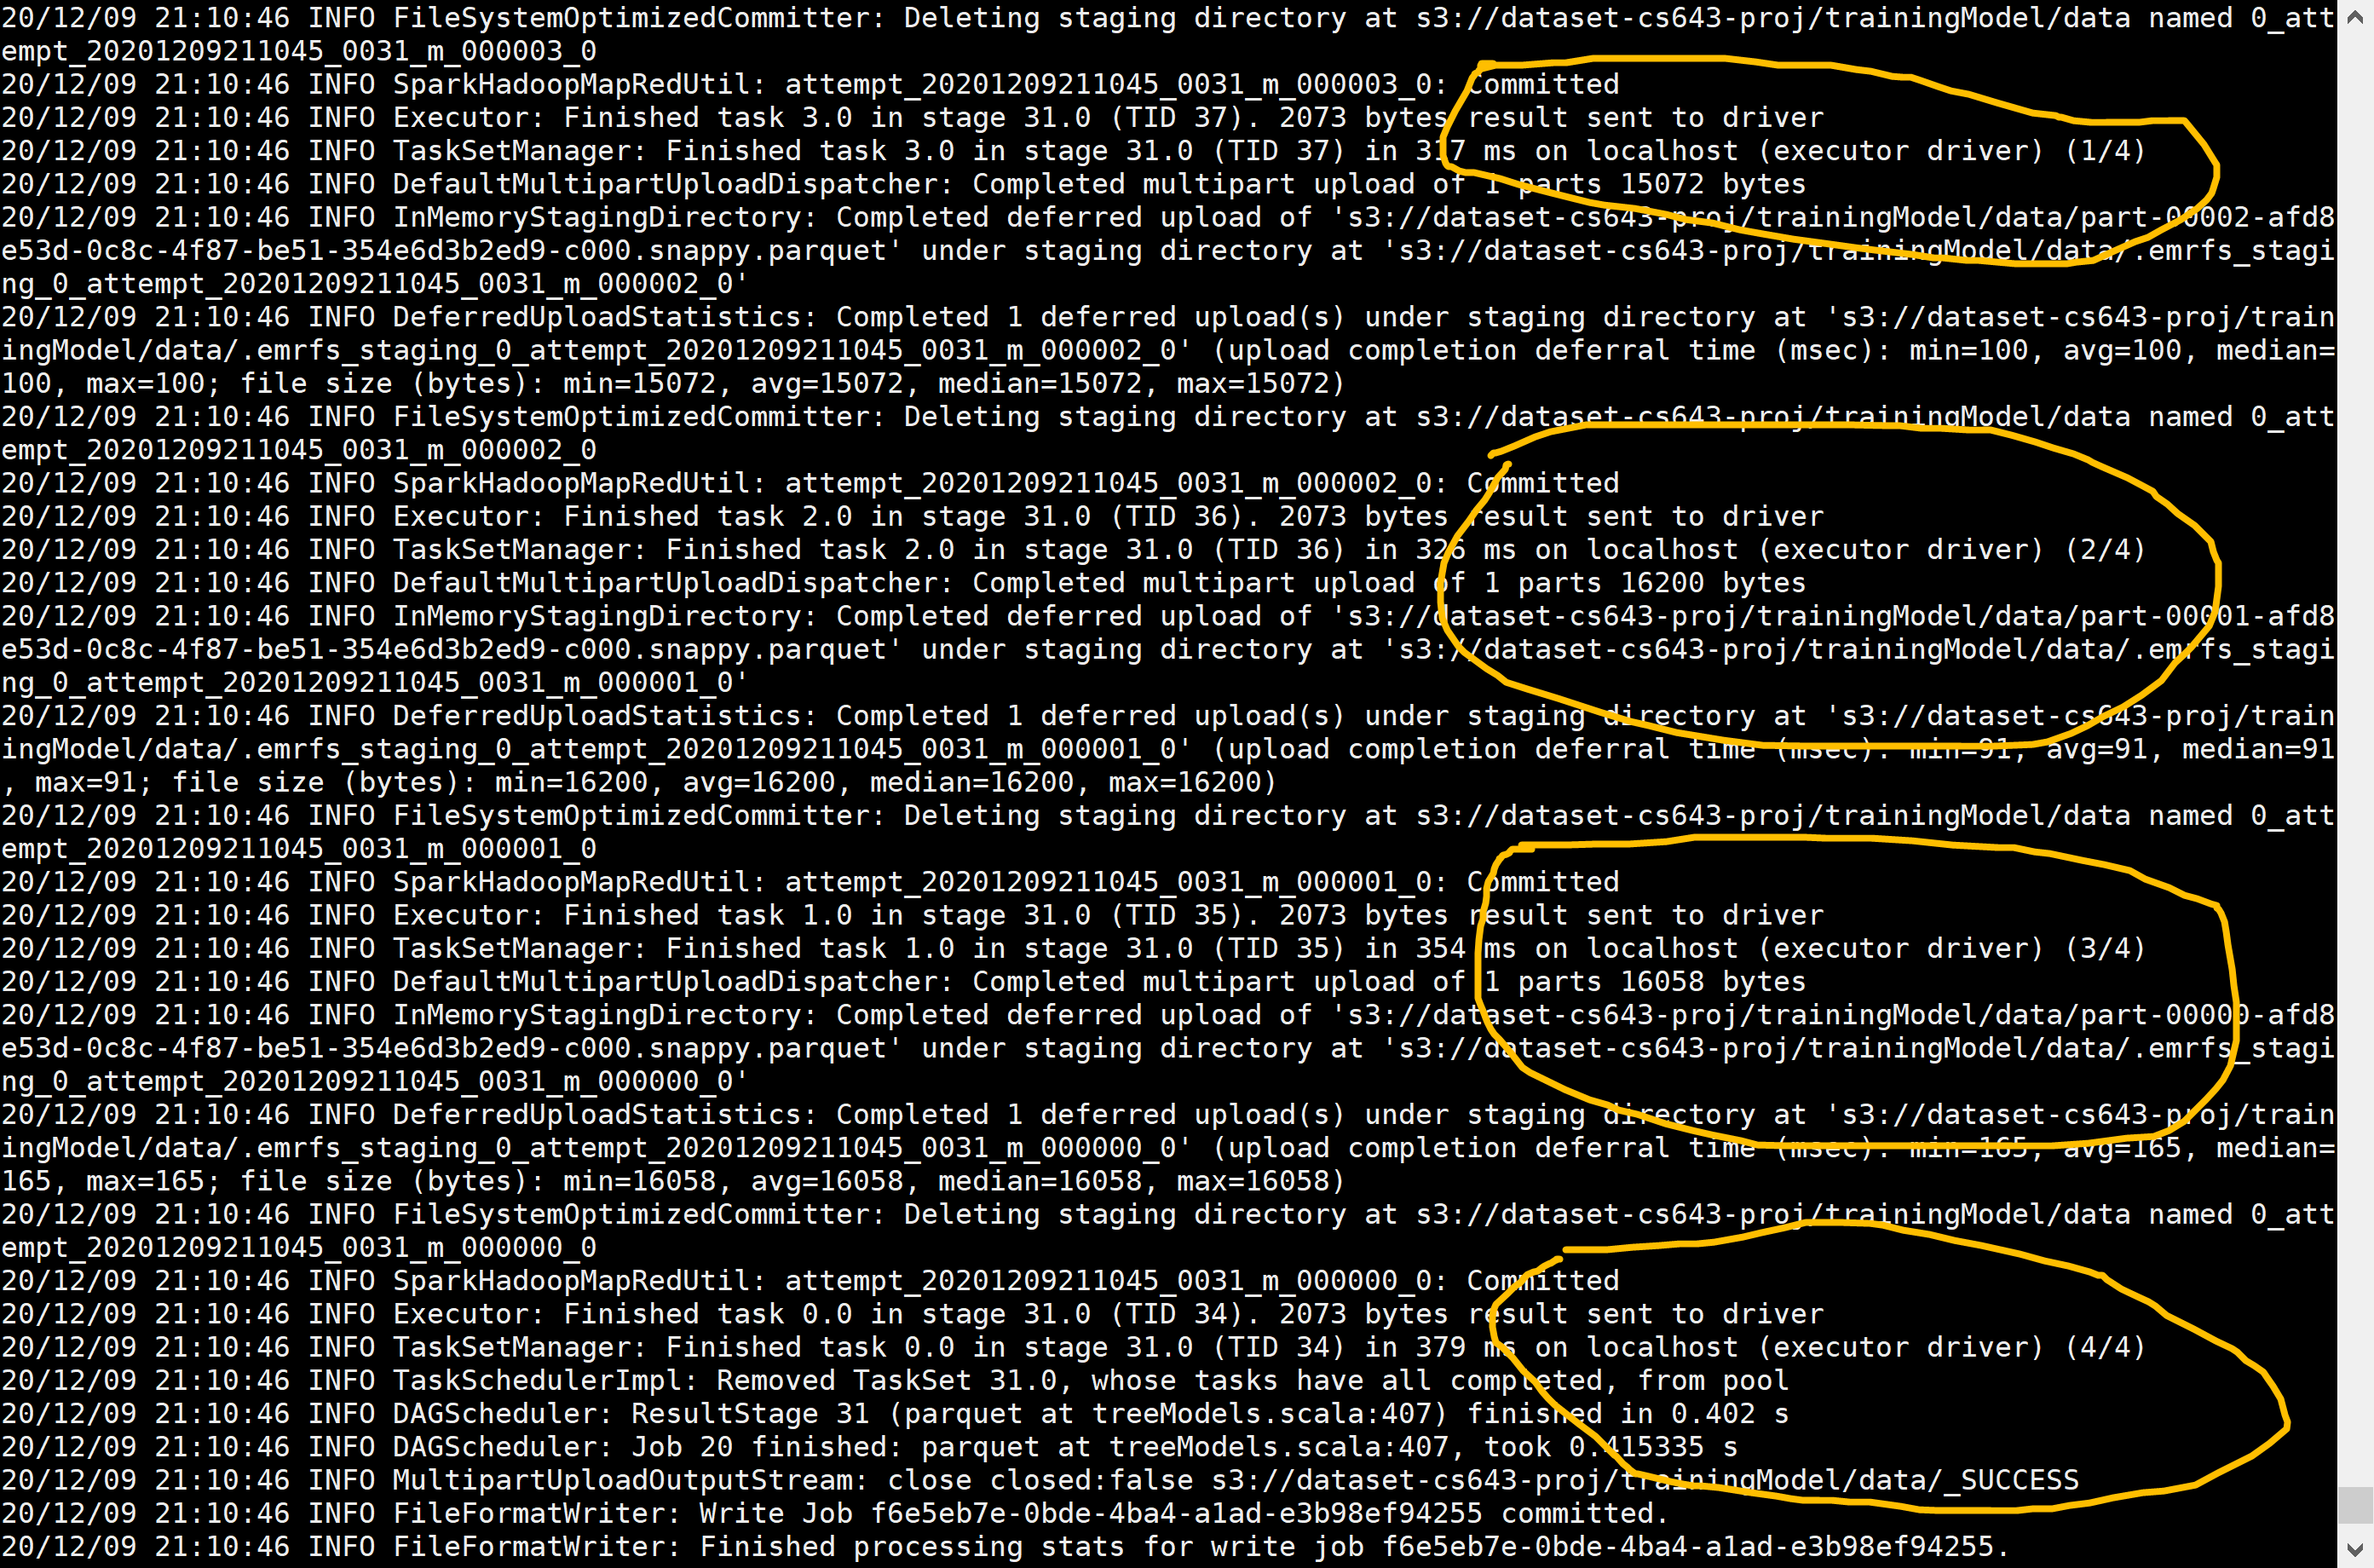 20/12/09 21:10:46 INFO FileSystemOptimizedCommitter: Deleting staging directory at s3://dataset-cs643-proj/trainingModel/data named 0_att
empt_20201209211045_0031_m_000003_0
20/12/09 21:10:46 INFO SparkHadoopMapRedUtil: attempt_20201209211045_0031_m_000003_0: Committed
20/12/09 21:10:46 INFO Executor: Finished task 3.0 in stage 31.0 (TID 37). 2073 bytes result sent to driver
20/12/09 21:10:46 INFO TaskSetManager: Finished task 3.0 in stage 31.0 (TID 37) in 317 ms on localhost (executor driver) (1/4)
20/12/09 21:10:46 INFO DefaultMultipartUploadDispatcher: Completed multipart upload of 1 parts 15072 bytes
20/12/09 21:10:46 INFO InMemoryStagingDirectory: Completed deferred upload of 's3://dataset-cs643-proj/trainingModel/data/part-00002-afd8
e53d-0c8c-4f87-be51-354e6d3b2ed9-c000.snappy.parquet' under staging directory at 's3://dataset-cs643-proj/trainingModel/data/.emrfs_stagi
ng_0_attempt_20201209211045_0031_m_000002_0'
20/12/09 21:10:46 INFO DeferredUploadStatistics: Completed 1 deferred upload(s) under staging directory at 's3://dataset-cs643-proj/train
ingModel/data/.emrfs_staging_0_attempt_20201209211045_0031_m_000002_0' (upload completion deferral time (msec): min=100, avg=100, median=
100, max=100; file size (bytes): min=15072, avg=15072, median=15072, max=15072)
20/12/09 21:10:46 INFO FileSystemOptimizedCommitter: Deleting staging directory at s3://dataset-cs643-proj/trainingModel/data named 0_att
empt_20201209211045_0031_m_000002_0
20/12/09 21:10:46 INFO SparkHadoopMapRedUtil: attempt_20201209211045_0031_m_000002_0: Committed
20/12/09 21:10:46 INFO Executor: Finished task 2.0 in stage 31.0 (TID 36). 2073 bytes result sent to driver
20/12/09 21:10:46 INFO TaskSetManager: Finished task 2.0 in stage 31.0 (TID 36) in 326 ms on localhost (executor driver) (2/4)
20/12/09 21:10:46 INFO DefaultMultipartUploadDispatcher: Completed multipart upload of 1 parts 16200 bytes
20/12/09 21:10:46 INFO InMemoryStagingDirectory: Completed deferred upload of 's3://dataset-cs643-proj/trainingModel/data/part-00001-afd8
e53d-0c8c-4f87-be51-354e6d3b2ed9-c000.snappy.parquet' under staging directory at 's3://dataset-cs643-proj/trainingModel/data/.emrfs_stagi
ng_0_attempt_20201209211045_0031_m_000001_0'
20/12/09 21:10:46 INFO DeferredUploadStatistics: Completed 1 deferred upload(s) under staging directory at 's3://dataset-cs643-proj/train
ingModel/data/.emrfs_staging_0_attempt_20201209211045_0031_m_000001_0' (upload completion deferral time (msec): min=91, avg=91, median=91
, max=91; file size (bytes): min=16200, avg=16200, median=16200, max=16200)
20/12/09 21:10:46 INFO FileSystemOptimizedCommitter: Deleting staging directory at s3://dataset-cs643-proj/trainingModel/data named 0_att
empt_20201209211045_0031_m_000001_0
20/12/09 21:10:46 INFO SparkHadoopMapRedUtil: attempt_20201209211045_0031_m_000001_0: Committed
20/12/09 21:10:46 INFO Executor: Finished task 1.0 in stage 31.0 (TID 35). 2073 bytes result sent to driver
20/12/09 21:10:46 INFO TaskSetManager: Finished task 1.0 in stage 31.0 (TID 35) in 354 ms on localhost (executor driver) (3/4)
20/12/09 21:10:46 INFO DefaultMultipartUploadDispatcher: Completed multipart upload of 1 parts 16058 bytes
20/12/09 21:10:46 INFO InMemoryStagingDirectory: Completed deferred upload of 's3://dataset-cs643-proj/trainingModel/data/part-00000-afd8
e53d-0c8c-4f87-be51-354e6d3b2ed9-c000.snappy.parquet' under staging directory at 's3://dataset-cs643-proj/trainingModel/data/.emrfs_stagi
ng_0_attempt_20201209211045_0031_m_000000_0'
20/12/09 21:10:46 INFO DeferredUploadStatistics: Completed 1 deferred upload(s) under staging directory at 's3://dataset-cs643-proj/train
ingModel/data/.emrfs_staging_0_attempt_20201209211045_0031_m_000000_0' (upload completion deferral time (msec): min=165, avg=165, median=
165, max=165; file size (bytes): min=16058, avg=16058, median=16058, max=16058)
20/12/09 21:10:46 INFO FileSystemOptimizedCommitter: Deleting staging directory at s3://dataset-cs643-proj/trainingModel/data named 0_att
empt_20201209211045_0031_m_000000_0
20/12/09 21:10:46 INFO SparkHadoopMapRedUtil: attempt_20201209211045_0031_m_000000_0: Committed
20/12/09 21:10:46 INFO Executor: Finished task 0.0 in stage 31.0 (TID 34). 2073 bytes result sent to driver
20/12/09 21:10:46 INFO TaskSetManager: Finished task 0.0 in stage 31.0 (TID 34) in 379 ms on localhost (executor driver) (4/4)
20/12/09 21:10:46 INFO TaskSchedulerImpl: Removed TaskSet 31.0, whose tasks have all completed, from pool
20/12/09 21:10:46 INFO DAGScheduler: ResultStage 31 (parquet at treeModels.scala:407) finished in 0.402 s
20/12/09 21:10:46 INFO DAGScheduler: Job 20 finished: parquet at treeModels.scala:407, took 0.415335 s
20/12/09 21:10:46 INFO MultipartUploadOutputStream: close closed:false s3://dataset-cs643-proj/trainingModel/data/_SUCCESS
20/12/09 21:10:46 INFO FileFormatWriter: Write Job f6e5eb7e-0bde-4ba4-a1ad-e3b98ef94255 committed.
20/12/09 21:10:46 INFO FileFormatWriter: Finished processing stats for write job f6e5eb7e-0bde-4ba4-a1ad-e3b98ef94255.